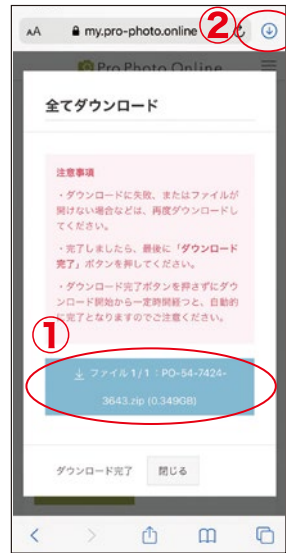 ②
AA my.pro-photo.online
Pro Photo Online
全てダウンロード
注意事項
・ダウンロードに失敗、またはファイルが
開けない場合などは、再度ダウンロードし
てください。
・完了しましたら、最後に「ダウンロード
完了」ボタンを押してください。
・ダウンロード完了ボタンを押さずにダウ
ンロード開始から一定時間経つと、自動的
に完了となりますのでご注意ください。
①
ファイル 1 / 1 : PO-54-7424-
3643.zip (0.349GB)
ダウンロード完了 閉じる